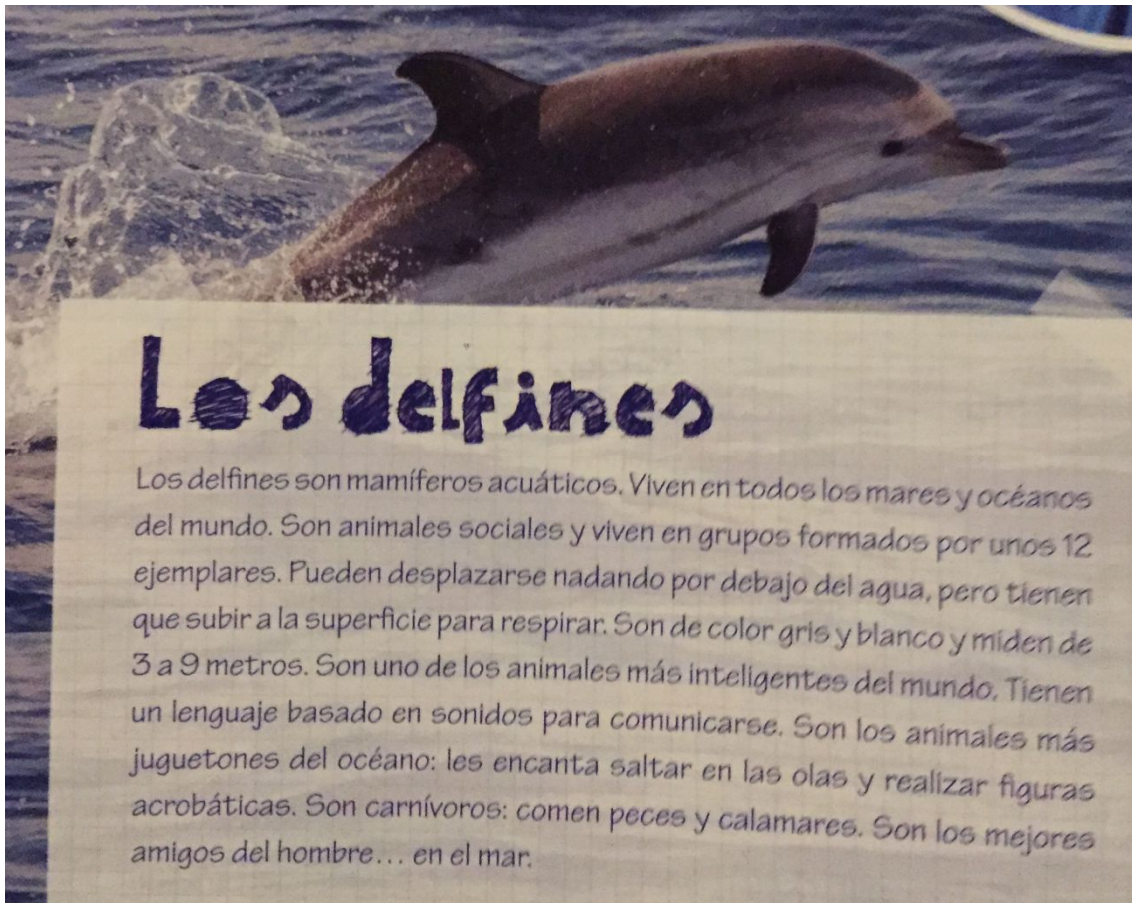 Los delfines
Los delfines son mamíferos acuáticos. Viven en todos los mares y océanos
del mundo. Son animales sociales y viven en grupos formados por unos 12
ejemplares. Pueden desplazarse nadando por debajo del agua, pero tienen
que subir a la superficie para respirar. Son de color gris y blanco y miden de
3 a 9 metros. Son uno de los animales más inteligentes del mundo. Tienen
un lenguaje basado en sonidos para comunicarse. Son los animales más
juguetones del océano: les encanta saltar en las olas y realizar figuras
acrobáticas. Son carnívoros: comen peces y calamares. Son los mejores
amigos del hombre... en el mar.